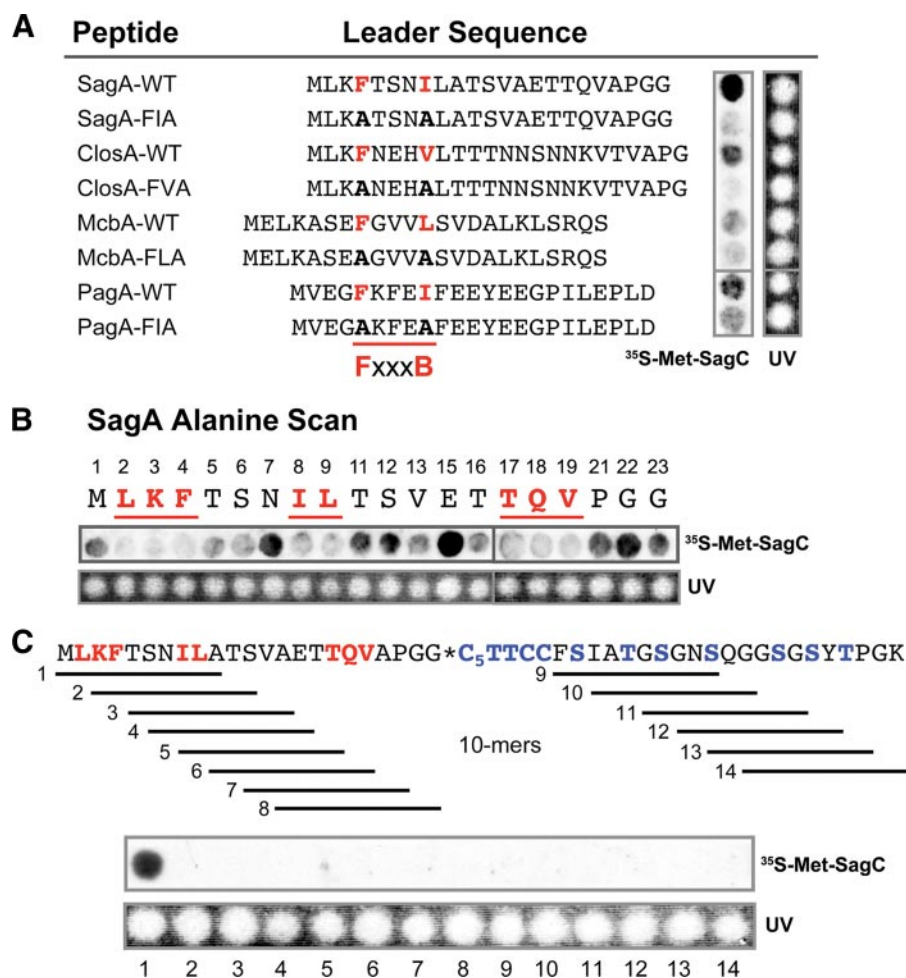 A Peptide Leader Sequence
SagA-WT MLKFTSNILATSVAETTQVAPGG
SagA-FIA MLKATSNALATSVAETTQVAPGG
ClosA-WT MLKFNEHVLTTTNNSNNKVTVAPG
ClosA-FVA MLKANEHALTTTNNSNNKVTVAPG
McbA-WT MELKASEFGVVLSVDALKLSRQS
McbA-FLA MELKASEAGVVASVDALKLSRQS
PagA-WT MVEGFKFEIFEEYEEGPILEPLD
PagA-FIA MVEGAKFEAFEEYEEGPILEPLD
FxxxB
35S-Met-SagC UV
B SagA Alanine Scan
1 2 3 4 5 6 7 8 9 11 12 13 15 16 17 18 19 21 22 23
M L K F T S N I L T S V E T T Q V P G G
35S-Met-SagC
UV
C
MLKFTSNILATSVAETTQVAPGG*C5TTCCFSIATGSGNSQGGSGSYTPGK
1 9
2 10
3 11
4 12
5 10-mers 13
6 14
7
8
35S-Met-SagC
UV
1 2 3 4 5 6 7 8 9 10 11 12 13 14